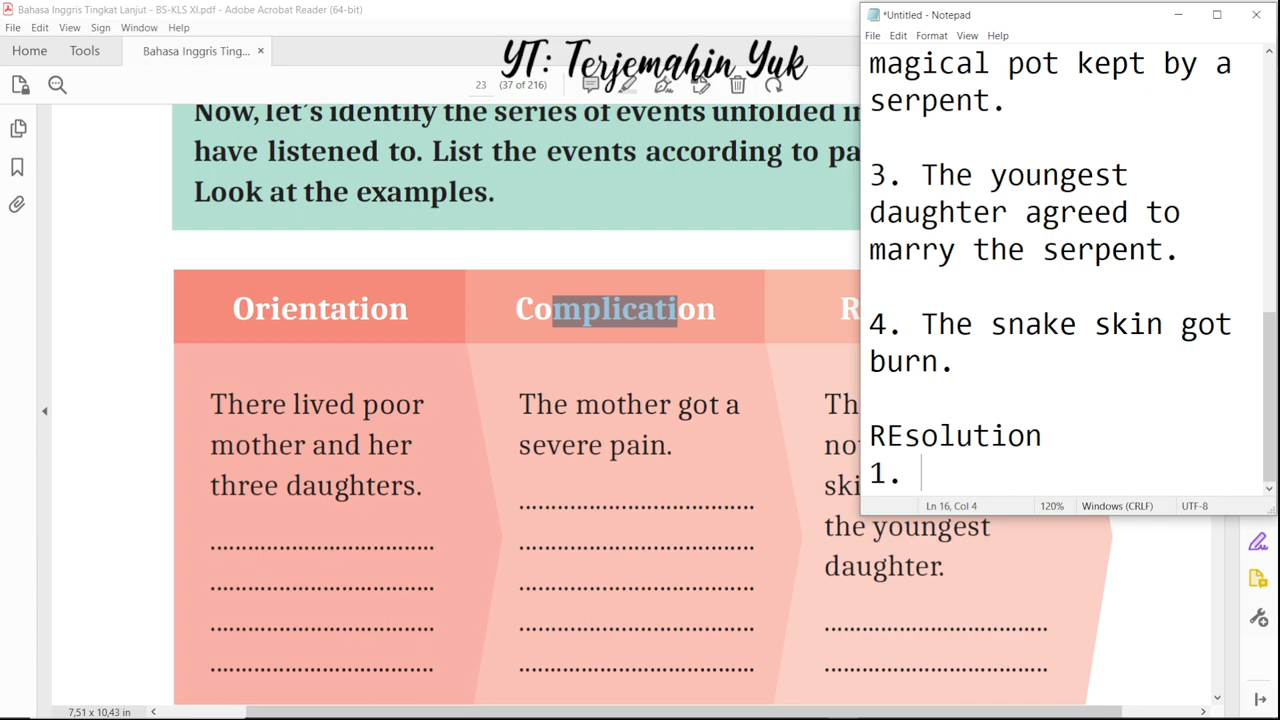 Bahasa Inggris Tingkat Lanjut - BS-KLS XI.pdf - Adobe Acrobat Reader (64-bit)
File Edit View Sign Window Help
Home Tools Bahasa Inggris Ting... ×
YT: Terjemahin Yuk
23 (37 of 216)
Now, let's identify the series of events unfolded in
have listened to. List the events according to pa
Look at the examples.
Orientation
There lived poor
mother and her
three daughters.
Complication
The mother got a
severe pain.
R
Th
no
ski
the youngest
daughter.
7,51 x 10,43 in
*Untitled - Notepad
File Edit Format View Help
magical pot kept by a
serpent.
3. The youngest
daughter agreed to
marry the serpent.
4. The snake skin got
burn.
REsolution
1.
Ln 16, Col 4 120% Windows (CRLF) UTF-8